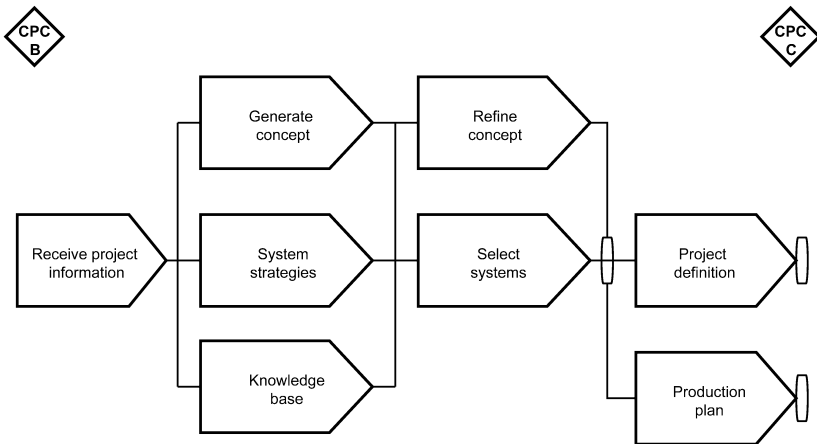 CPC
B
CPC
C
Generate
concept
Refine
concept
Receive project
information
System
strategies
Select
systems
Project
definition
Knowledge
base
Production
plan